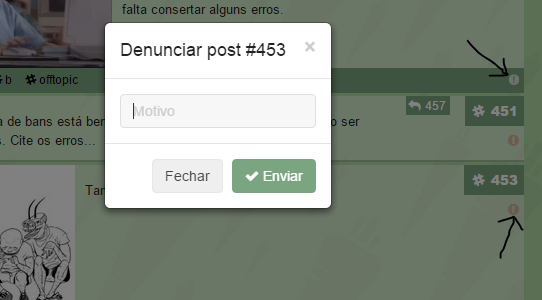 falta consertar alguns erros.
Denunciar post #453 ×
b offtopic
Motivo
457 451
a de bans está ber o ser
. Cite os erros...
Fechar Enviar
453
Tar